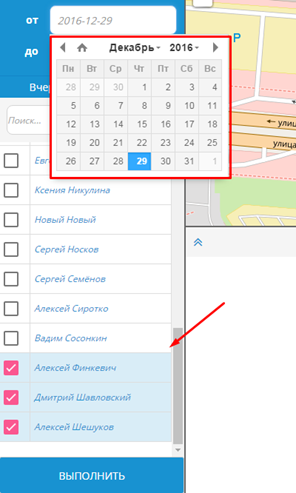 от 2016-12-29
до
Декабрь 2016
Пн Вт Ср Чт Пт Сб Вс
28 29 30 1 2 3 4
5 6 7 8 9 10 11
12 13 14 15 16 17 18
19 20 21 22 23 24 25
26 27 28 29 30 31 1
Р
Вчер
Поиск...
улиц
улица
Евг
Ксения Никулина
Новый Новый
Сергей Носков
Сергей Семёнов
Алексей Сиротко
Вадим Сосонкин
Алексей Финкевич
Дмитрий Шавловский
Алексей Шешуков
ВЫПОЛНИТЬ